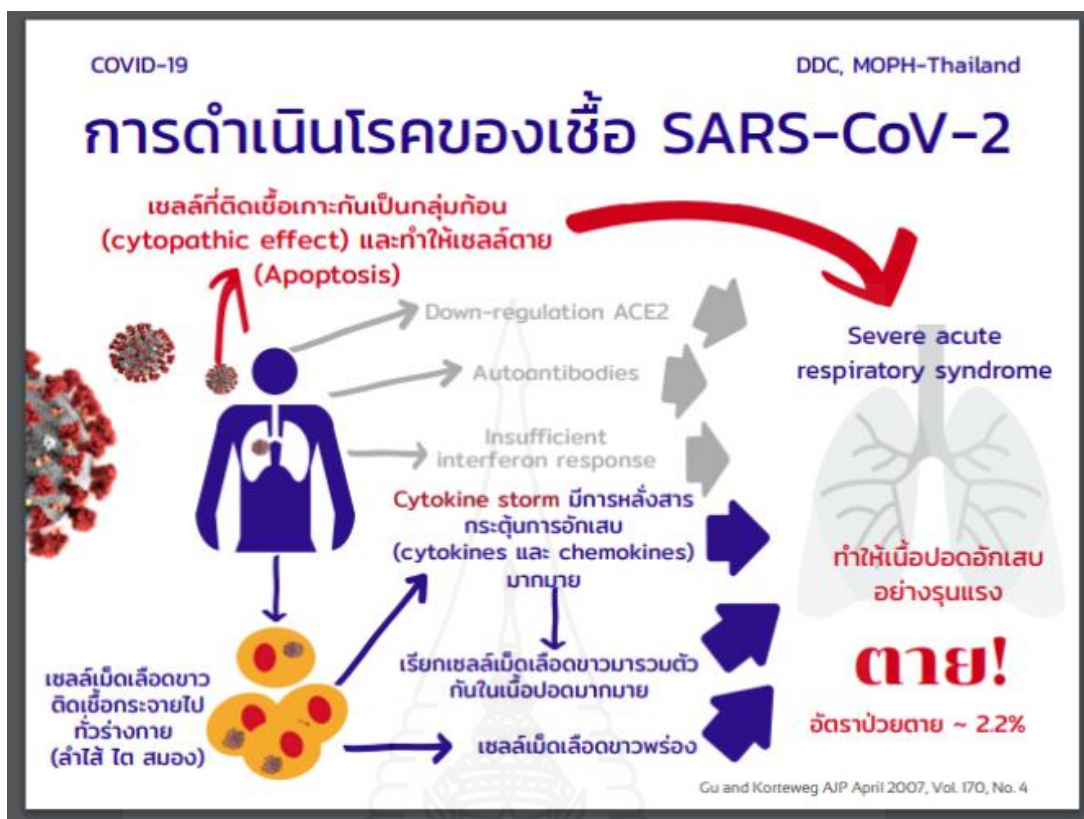 COVID-19
DDC, MOPH-Thailand
การดำเนินโรคของเชื้อ SARS-CoV-2
เซลล์ที่ติดเชื้อเกาะกันเป็นกลุ่มก้อน
(cytopathic effect) และทำให้เซลล์ตาย
(Apoptosis)
Down-regulation ACE2
Autoantibodies
Insufficient
interferon response
Cytokine storm มีการหลั่งสาร
กระตุ้นการอักเสบ
(cytokines และ chemokines)
มากมาย
เรียกเซลล์เม็ดเลือดขาวมารวมตัว
กันในเนื้อปอดมากมาย
เซลล์เม็ดเลือดขาวพร่อง
เซลล์เม็ดเลือดขาว
ติดเชื้อกระจายไป
ทั่วร่างกาย
(ลำไส้ ไต สมอง)
Severe acute
respiratory syndrome
ทำให้เนื้อปอดอักเสบ
อย่างรุนแรง
ตาย!
อัตราป่วยตาย ~ 2.2%
Gu and Korteweg AJP April 2007, Vol. 170, No. 4